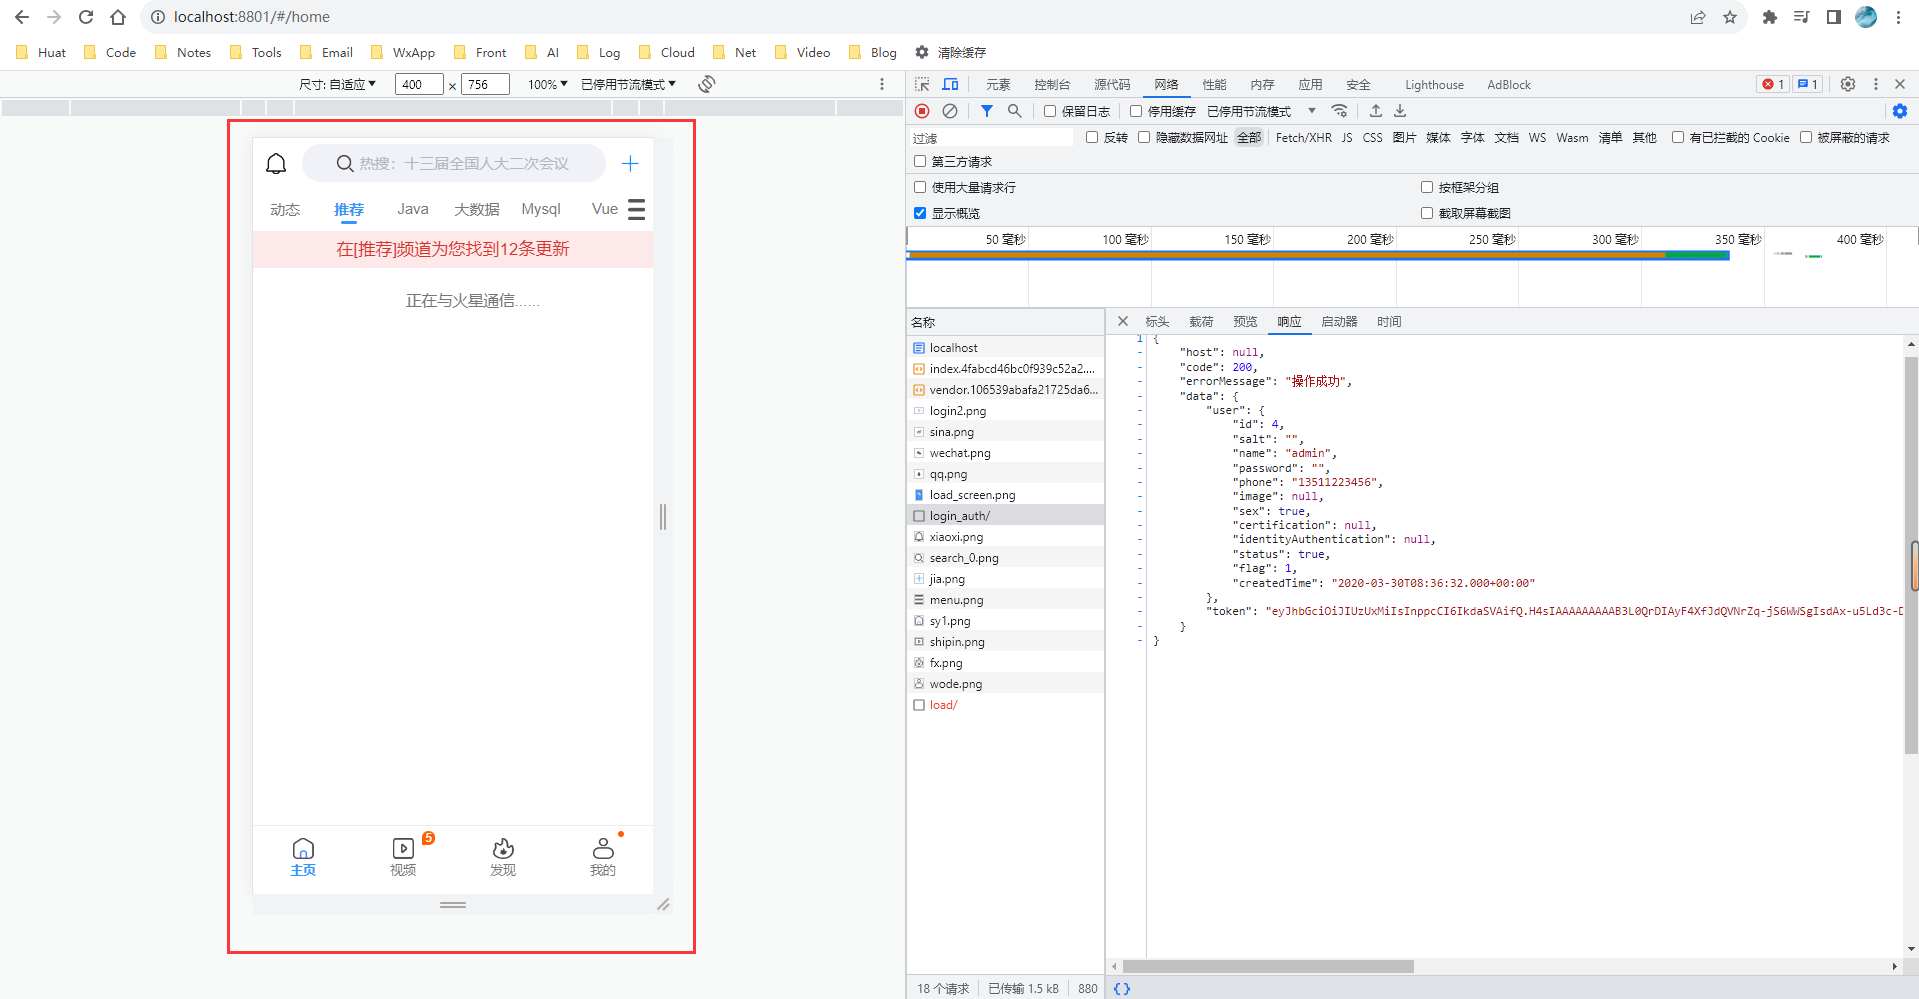 localhost:8801/#/home
Huat Code Notes Tools Email WxApp Front AI Log Cloud Net Video Blog 清除缓存
尺寸: 自适应 400 × 756 100% 已停用节流模式
热搜：十三届全国人大二次会议
动态 推荐 Java 大数据 Mysql Vue
在[推荐]频道为您找到12条更新
正在与火星通信......
5
主页 视频 发现 我的
元素 控制台 源代码 网络 性能 内存 应用 安全 Lighthouse AdBlock 1 1
保留日志 停用缓存 已停用节流模式
过滤 反转 隐藏数据网址 全部 Fetch/XHR JS CSS 图片 媒体 字体 文档 WS Wasm 清单 其他 有已拦截的 Cookie 被屏蔽的请求
第三方请求
使用大量请求行 按框架分组
显示概览 截取屏幕截图
50 毫秒 100 毫秒 150 毫秒 200 毫秒 250 毫秒 300 毫秒 350 毫秒 400 毫秒
名称
localhost
index.4fabcd46bc0f939c52a2....
vendor.106539abafa21725da6...
login2.png
sina.png
wechat.png
qq.png
load_screen.png
login_auth/
xiaoxi.png
search_0.png
jia.png
menu.png
sy1.png
shipin.png
fx.png
wode.png
load/
18 个请求 已传输 1.5 kB 880
标头 载荷 预览 响应 启动器 时间
1 {
- "host": null,
- "code": 200,
- "errorMessage": "操作成功",
- "data": {
- "user": {
- "id": 4,
- "salt": "",
- "name": "admin",
- "password": "",
- "phone": "13511223456",
- "image": null,
- "sex": true,
- "certification": null,
- "identityAuthentication": null,
- "status": true,
- "flag": 1,
- "createdTime": "2020-03-30T08:36:32.000+00:00"
- },
- "token": "eyJhbGciOiJIUzUxMiIsInppcCI6IkdaSVAifQ.H4sIAAAAAAAAAB3L0QrDIAyF4XfJdQVNrZq-jS6WWSgIsdAx-u5Ld3c-D
- }
- }
{}